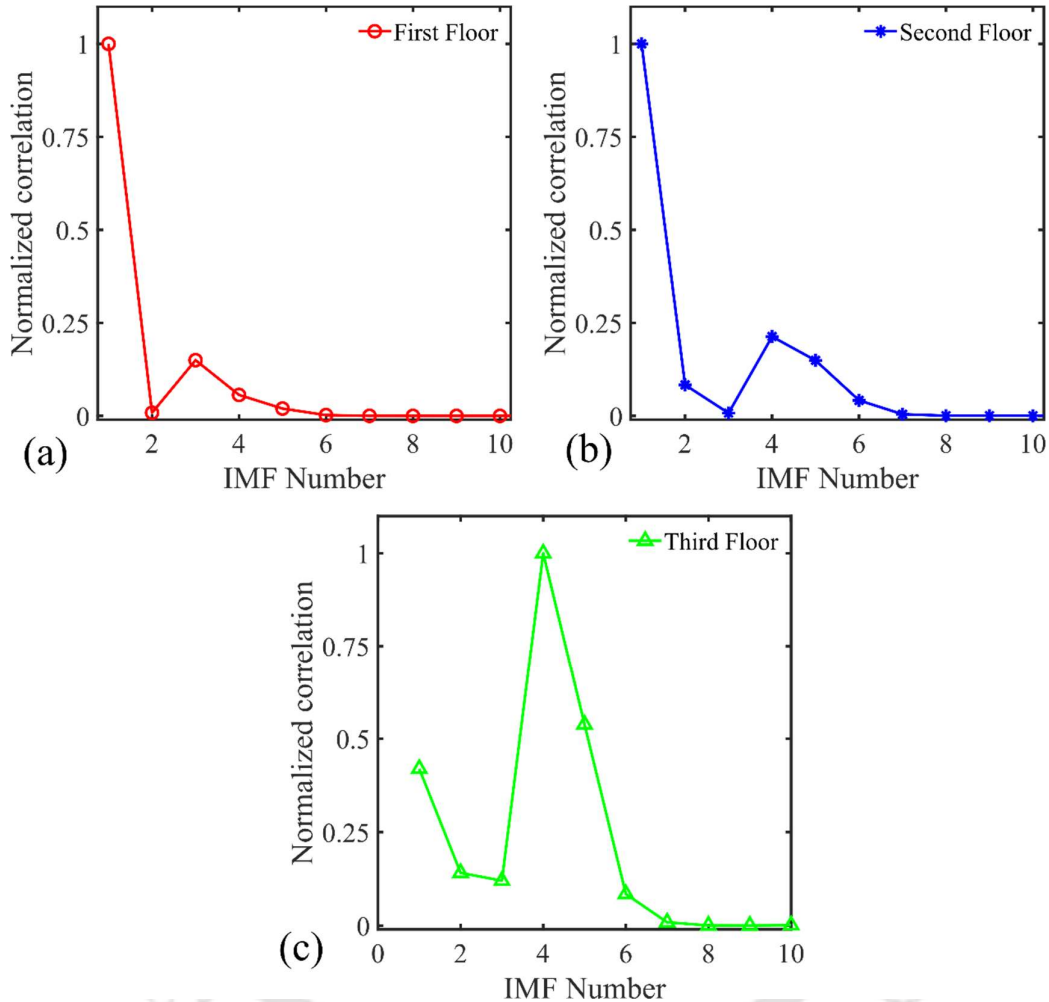 First Floor
Normalized correlation
1
0.75
0.5
0.25
0
2 4 6 8 10
IMF Number
(a)
Second Floor
Normalized correlation
1
0.75
0.5
0.25
0
2 4 6 8 10
IMF Number
(b)
Third Floor
Normalized correlation
1
0.75
0.5
0.25
0
0 2 4 6 8 10
IMF Number
(c)